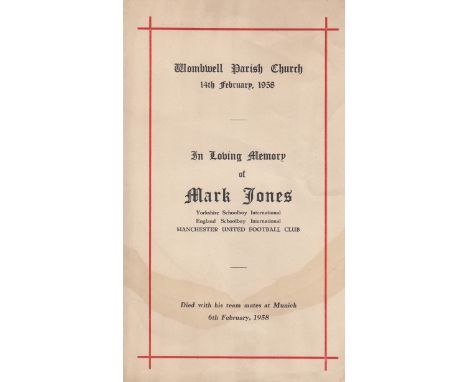 Wombwell Parish Church
14th February, 1958
In Loving Memory
of
Mark Jones
Yorkshire Schoolboy International
England Schoolboy International
MANCHESTER UNITED FOOTBALL CLUB
Died with his team mates at Munich
6th February, 1958